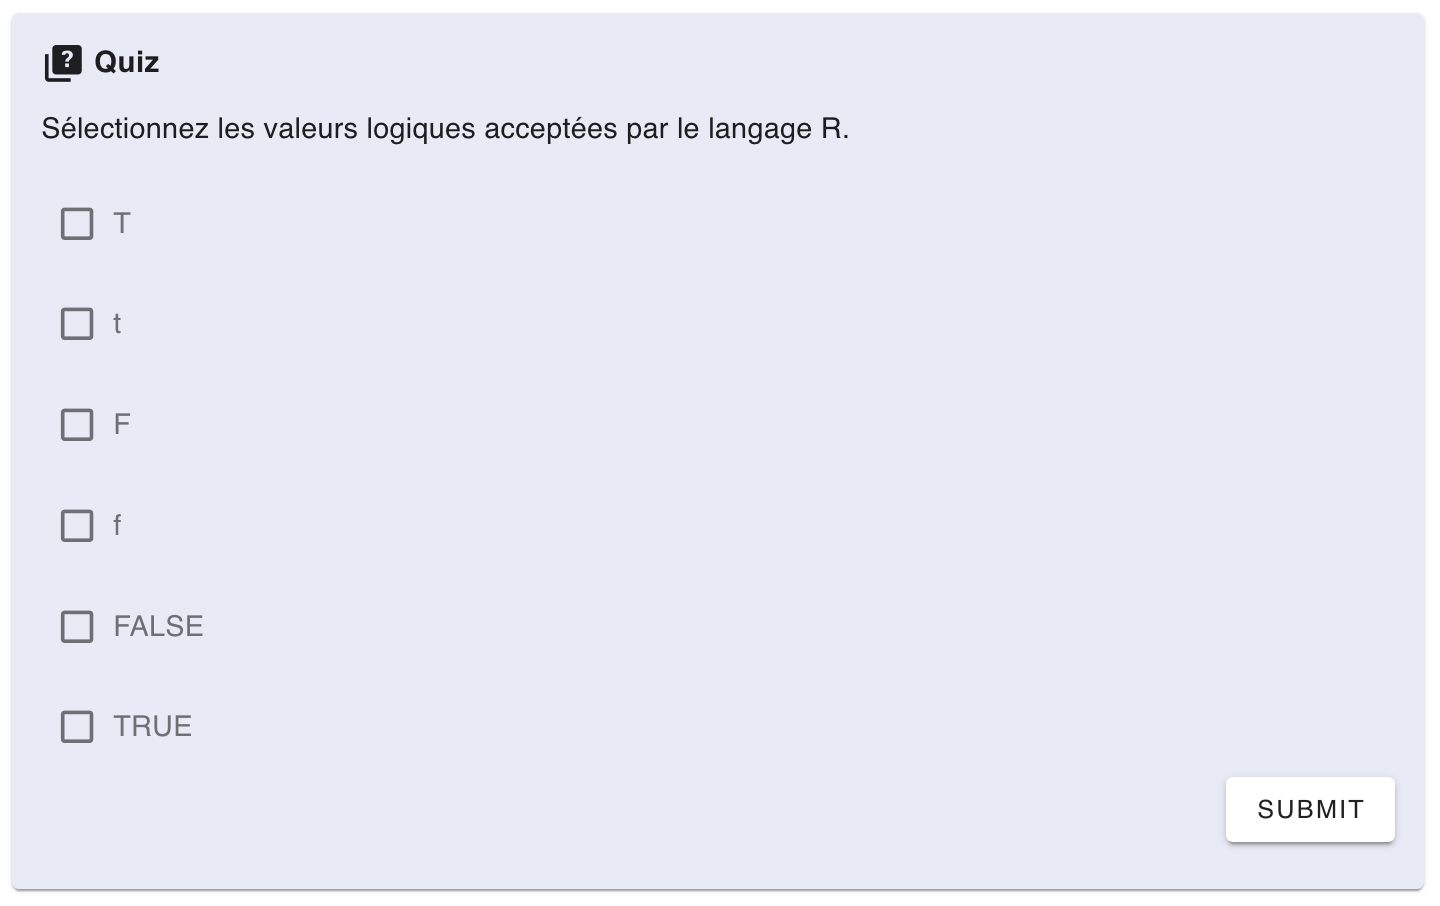 Quiz
Sélectionnez les valeurs logiques acceptées par le langage R.
T
t
F
f
FALSE
TRUE
SUBMIT